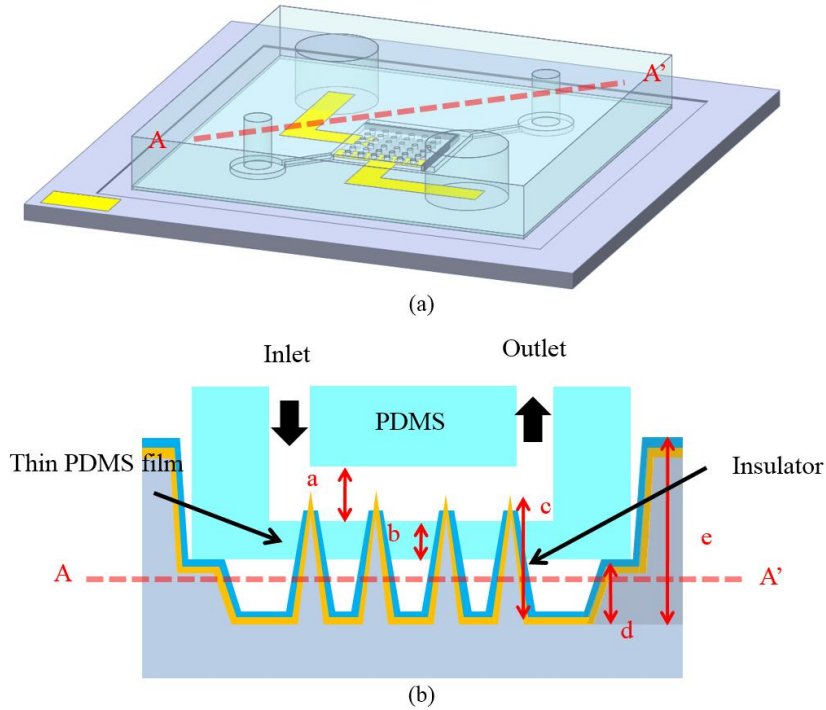 A
A'
(a)
Inlet
Outlet
PDMS
Thin PDMS film
Insulator
a
b
c
e
A
A'
d
(b)